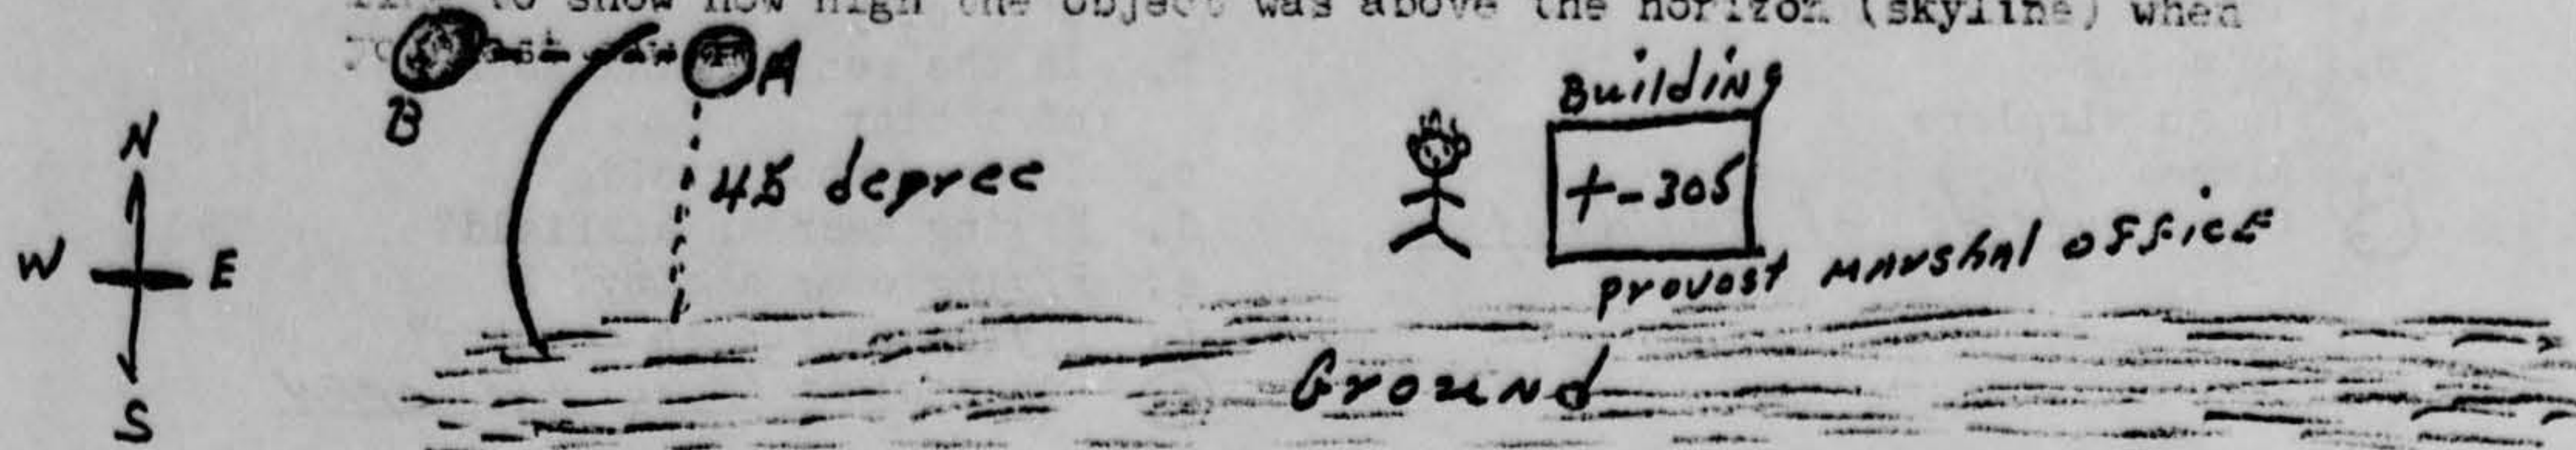 to show how high the object was above the horizon (skyline) when
A
B
Building
N
45 degree
T-305
W E
provost Marshal office
Ground
S